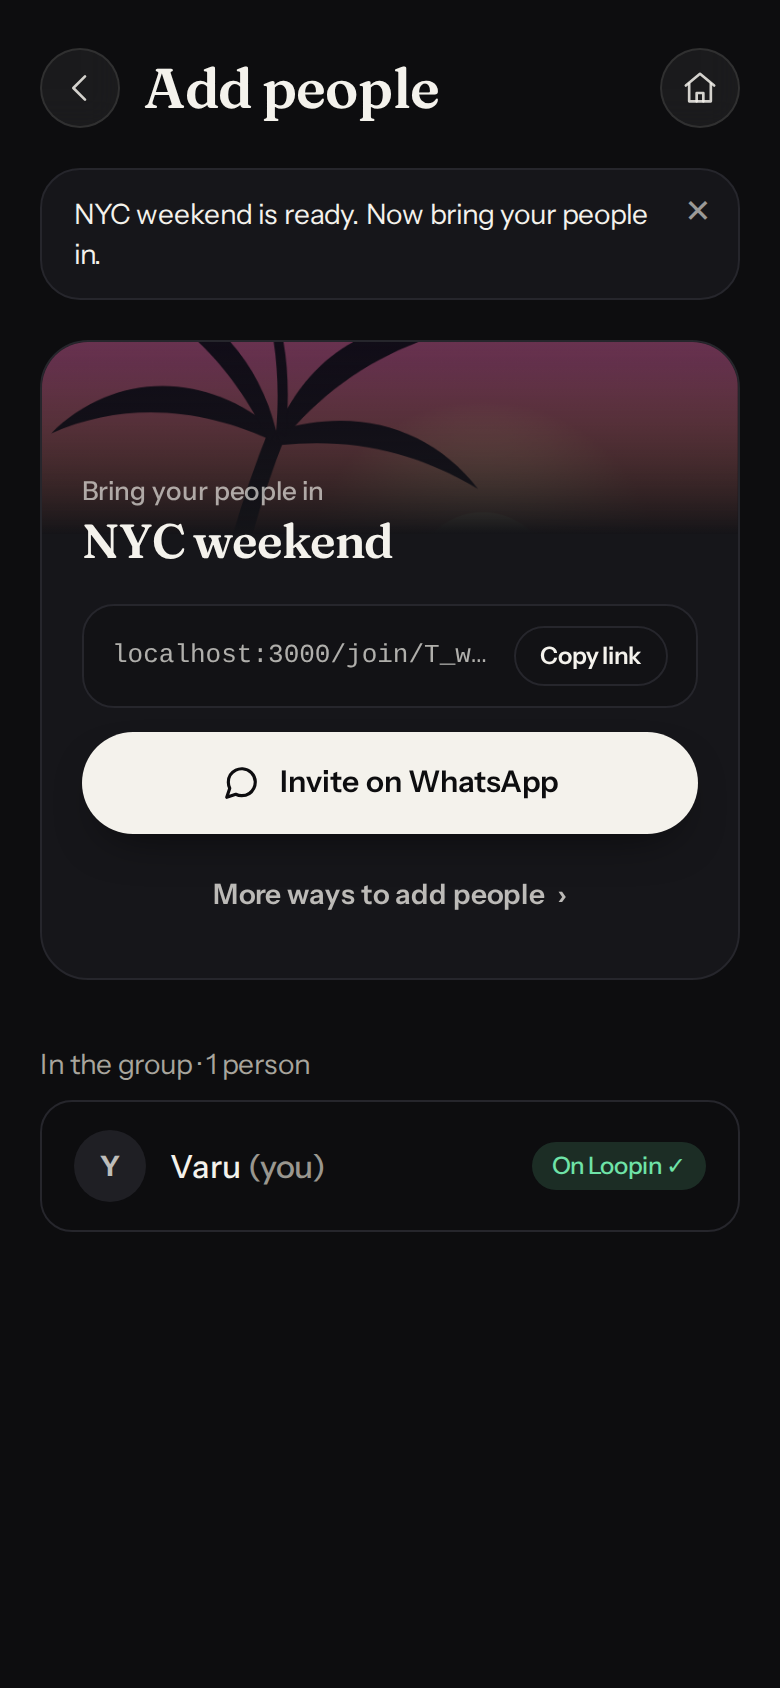 Add people
NYC weekend is ready. Now bring your people
in.
Bring your people in
NYC weekend
localhost:3000/join/T_w…
Copy link
Invite on WhatsApp
More ways to add people ›
In the group · 1 person
Y
Varu (you)
On Loopin ✓